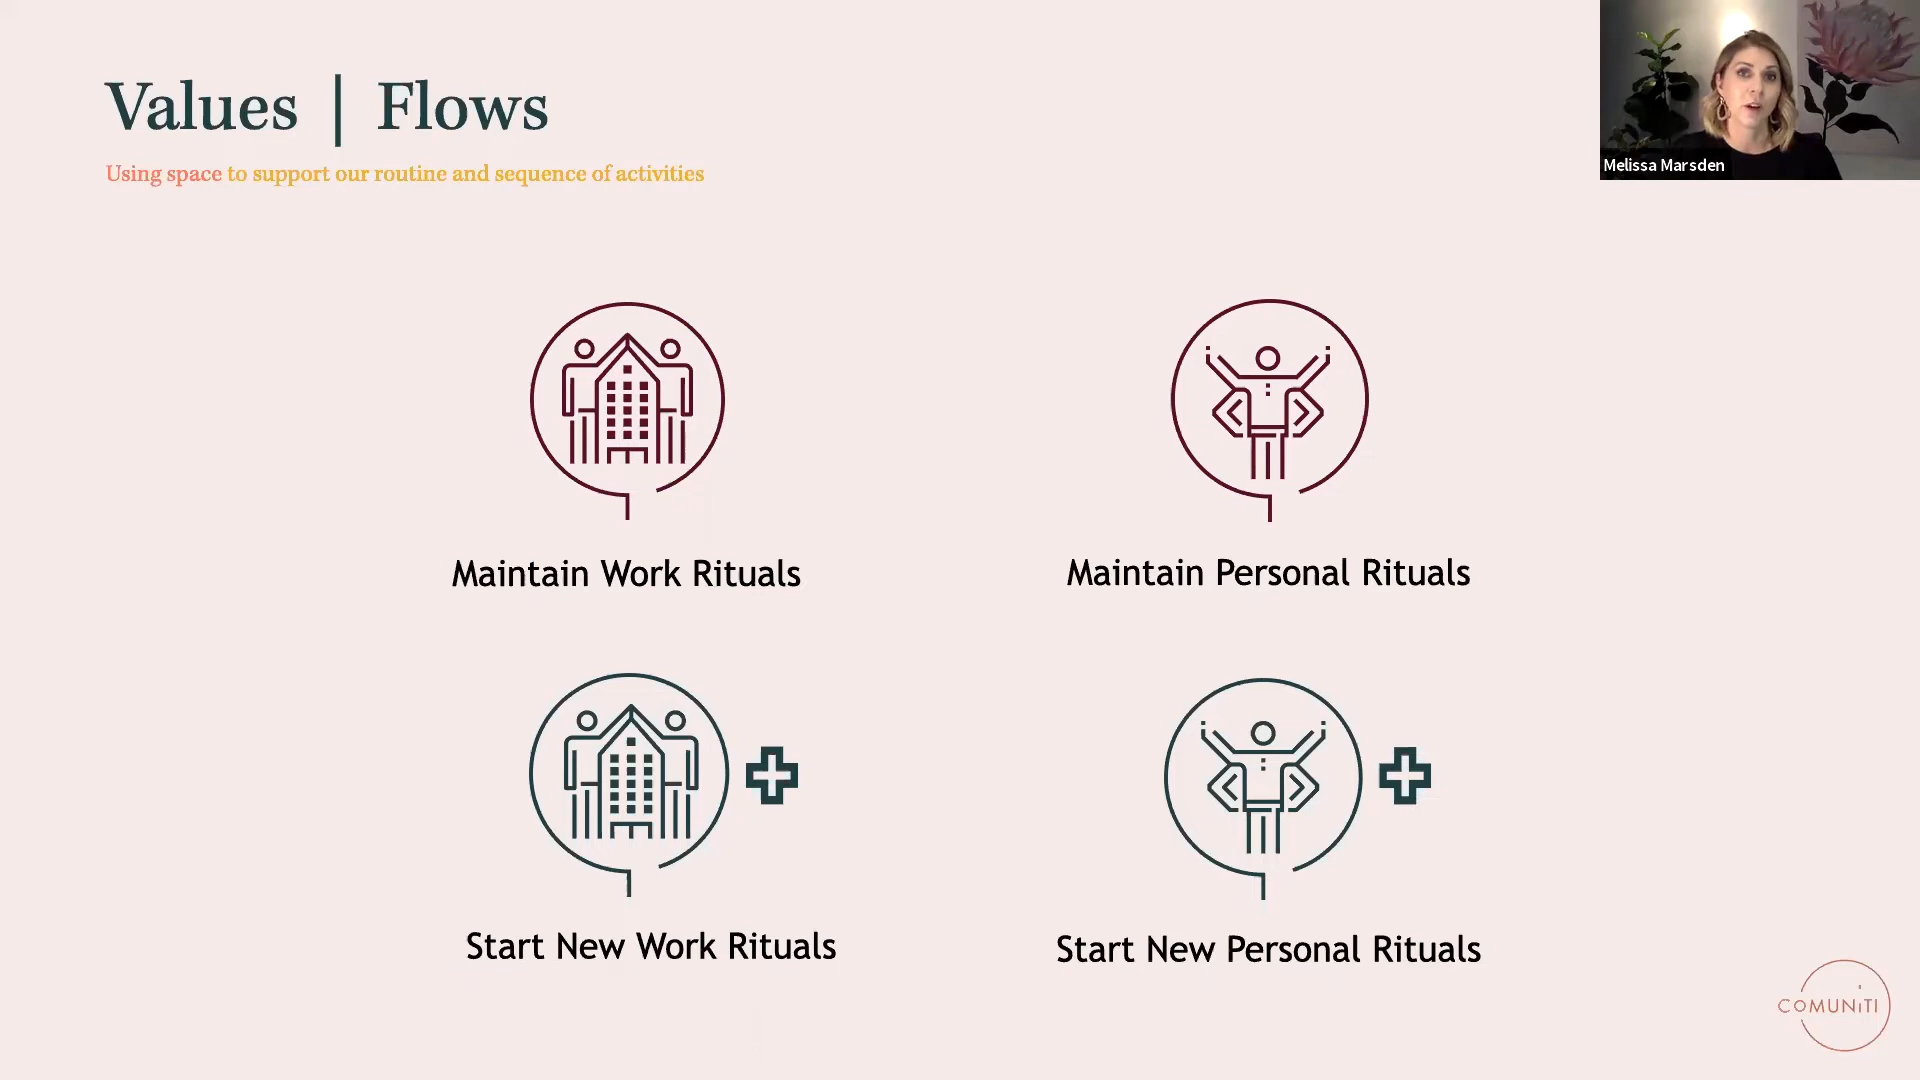 Values | Flows
Using space to support our routine and sequence of activities
Melissa Marsden
Maintain Work Rituals
Maintain Personal Rituals
Start New Work Rituals
Start New Personal Rituals
COMUNiTI